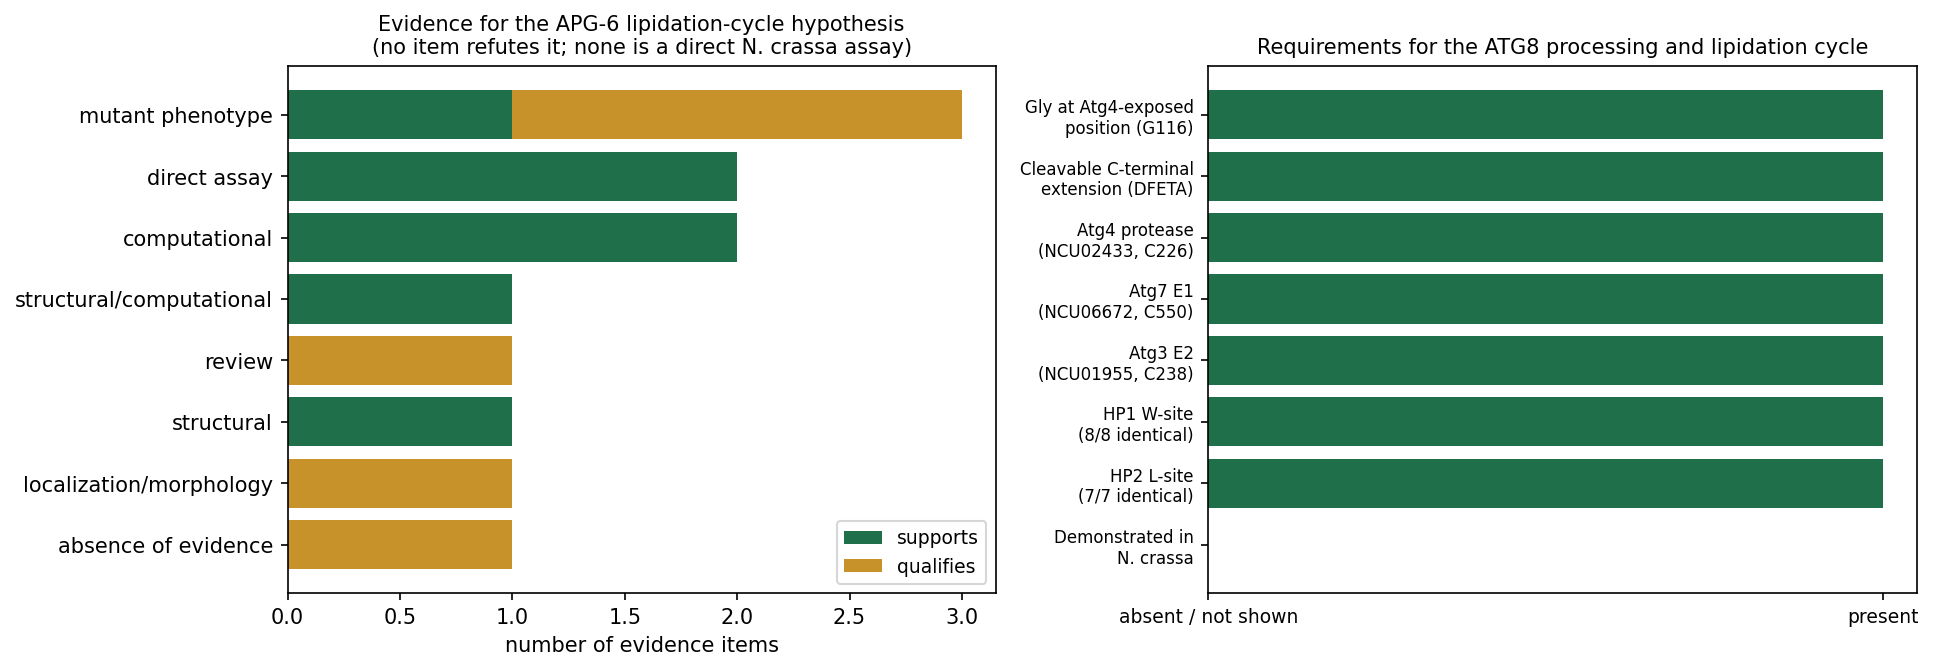 Evidence for the APG-6 lipidation-cycle hypothesis
(no item refutes it; none is a direct N. crassa assay)
mutant phenotype
direct assay
computational
structural/computational
review
structural
localization/morphology
absence of evidence
supports
qualifies
0.0 0.5 1.0 1.5 2.0 2.5 3.0
number of evidence items
Requirements for the ATG8 processing and lipidation cycle
Gly at Atg4-exposed
position (G116)
Cleavable C-terminal
extension (DFETA)
Atg4 protease
(NCU02433, C226)
Atg7 E1
(NCU06672, C550)
Atg3 E2
(NCU01955, C238)
HP1 W-site
(8/8 identical)
HP2 L-site
(7/7 identical)
Demonstrated in
N. crassa
absent / not shown present